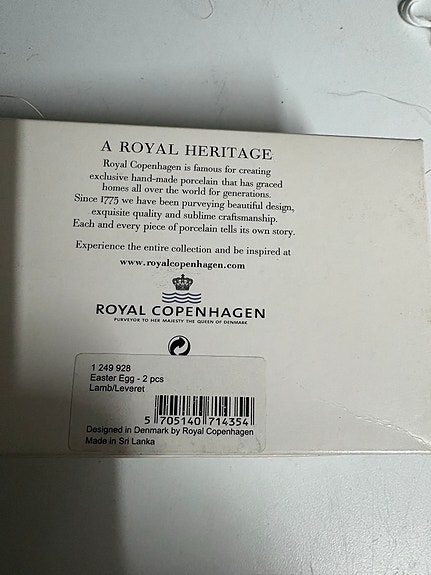 A ROYAL HERITAGE
Royal Copenhagen is famous for creating
exclusive hand-made porcelain that has graced
homes all over the world for generations.
Since 1775 we have been purveying beautiful design,
exquisite quality and sublime craftsmanship.
Each and every piece of porcelain tells its own story.
Experience the entire collection and be inspired at
www.royalcopenhagen.com
ROYAL COPENHAGEN
PURVEYOR TO HER MAJESTY THE QUEEN OF DENMARK
1 249 928
Easter Egg - 2 pcs
Lamb/Leveret
5 705140 714354
Designed in Denmark by Royal Copenhagen
Made in Sri Lanka